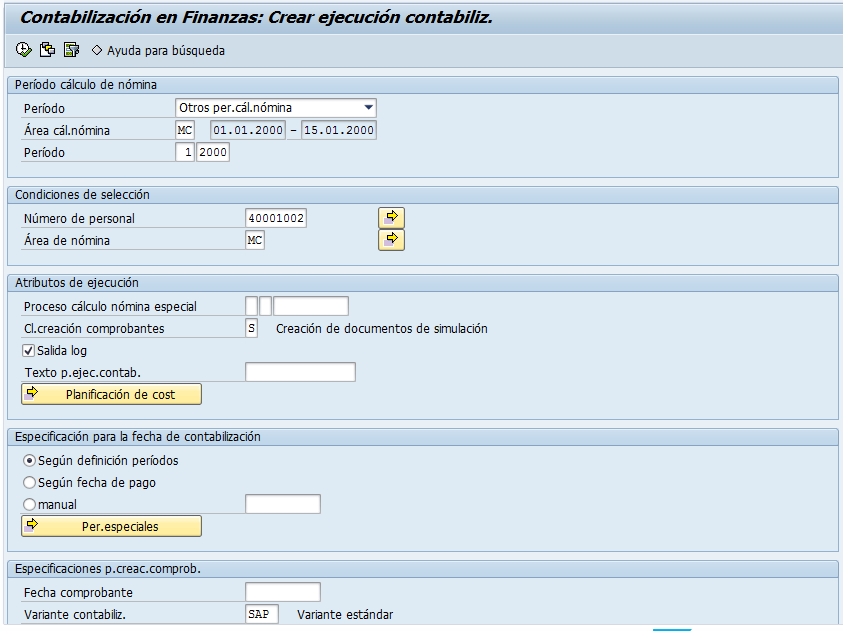 Contabilización en Finanzas: Crear ejecución contabiliz.
Ayuda para búsqueda
Período cálculo de nómina
Período Otros per.cál.nómina
Área cál.nómina MC 01.01.2000 - 15.01.2000
Período 1 2000
Condiciones de selección
Número de personal 40001002
Área de nómina MC
Atributos de ejecución
Proceso cálculo nómina especial
Cl.creación comprobantes S Creación de documentos de simulación
Salida log
Texto p.ejec.contab.
Planificación de cost
Especificación para la fecha de contabilización
Según definición períodos
Según fecha de pago
manual
Per.especiales
Especificaciones p.creac.comprob.
Fecha comprobante
Variante contabiliz. SAP Variante estándar